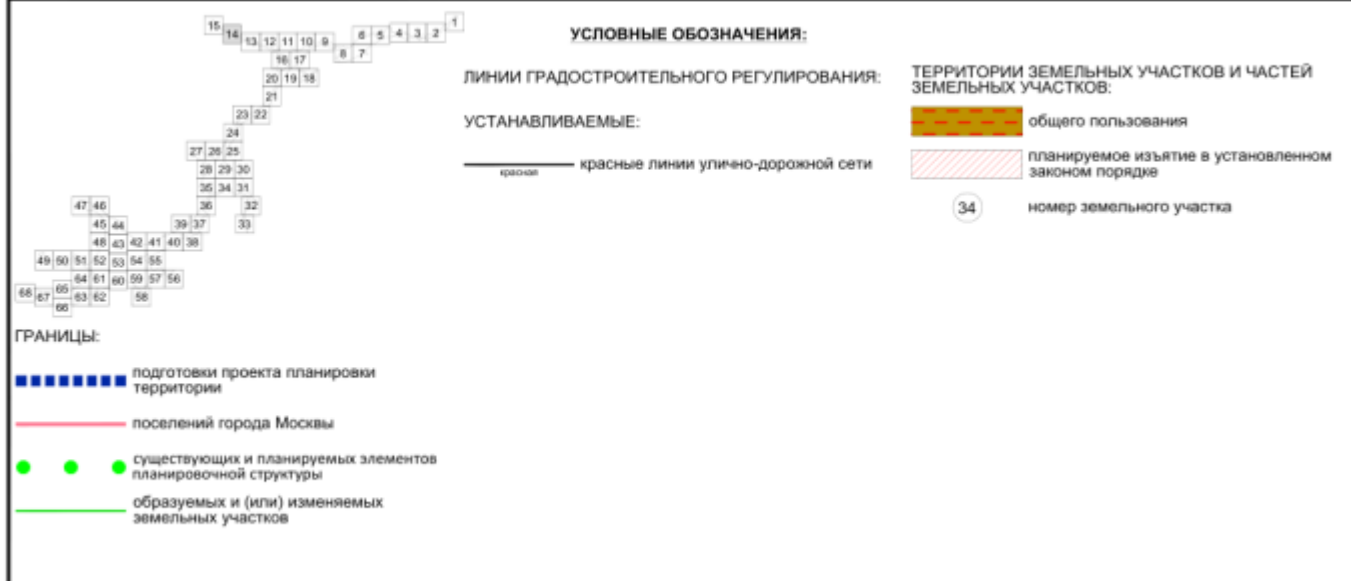 1
15
14
13 12 11 10 9
6 5 4 3 2
8 7
16 17
20 19 18
21
23 22
24
27 26 25
28 29 30
35 34 31
36
32
47 46
45 44
39 37
33
48 43 42 41 40 38
49 50 51 52 53 54 55
64 61 60 59 57 56
68 67 65 63 62
58
66
ГРАНИЦЫ:
подготовки проекта планировки
территории
поселений города Москвы
существующих и планируемых элементов
планировочной структуры
образуемых и (или) изменяемых
земельных участков
УСЛОВНЫЕ ОБОЗНАЧЕНИЯ:
ЛИНИИ ГРАДОСТРОИТЕЛЬНОГО РЕГУЛИРОВАНИЯ:
УСТАНАВЛИВАЕМЫЕ:
красная
красные линии улично-дорожной сети
ТЕРРИТОРИИ ЗЕМЕЛЬНЫХ УЧАСТКОВ И ЧАСТЕЙ
ЗЕМЕЛЬНЫХ УЧАСТКОВ:
общего пользования
планируемое изъятие в установленном
законом порядке
34
номер земельного участка